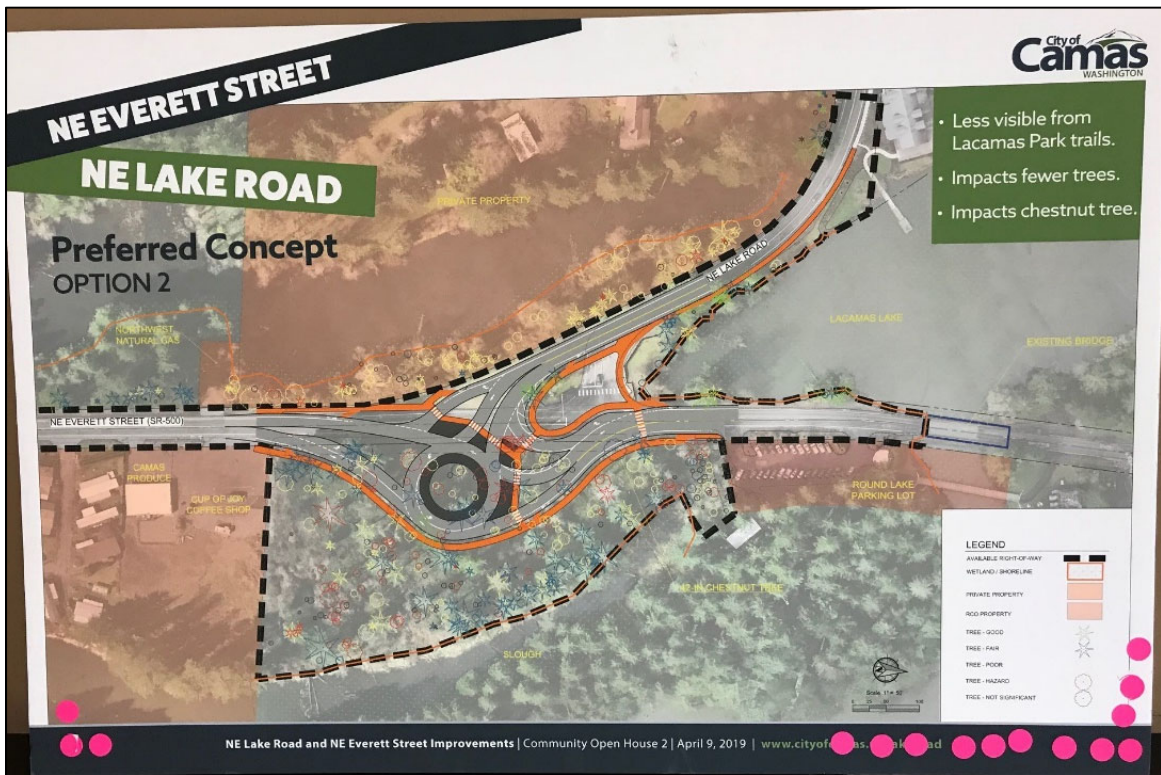 City of
Camas
WASHINGTON
NE EVERETT STREET
NE LAKE ROAD
Preferred Concept
OPTION 2
• Less visible from
Lacamas Park trails.
• Impacts fewer trees.
• Impacts chestnut tree.
PRIVATE PROPERTY
NE LAKE ROAD
LACAMAS LAKE
EXISTING BRIDGE
NORTHWEST
NATURAL GAS
NE EVERETT STREET (SR-500)
CAMAS
PRODUCE
CUP OF JOY
COFFEE SHOP
ROUND LAKE
PARKING LOT
42-IN CHESTNUT TREE
SLOUGH
LEGEND
AVAILABLE RIGHT-OF-WAY
WETLAND / SHORELINE
PRIVATE PROPERTY
RCO PROPERTY
TREE - GOOD
TREE - FAIR
TREE - POOR
TREE - HAZARD
TREE - NOT SIGNIFICANT
NE Lake Road and NE Everett Street Improvements | Community Open House 2 | April 9, 2019 |